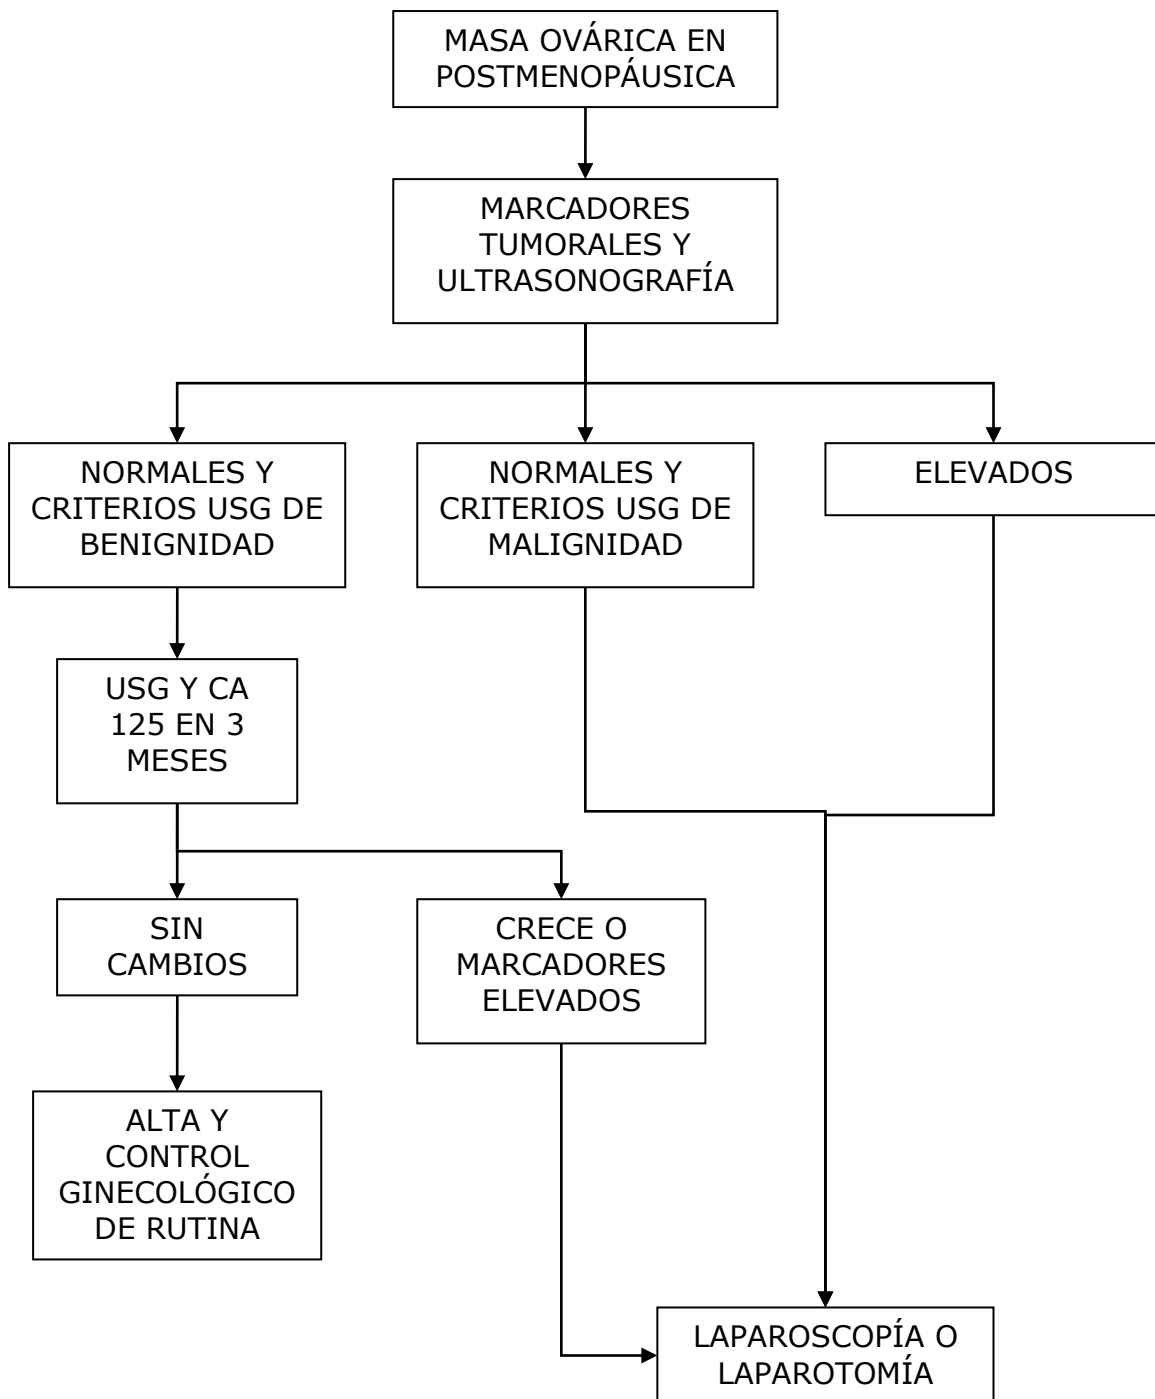 MASA OVÁRICA EN
POSTMENOPÁUSICA
MARCADORES
TUMORALES Y
ULTRASONOGRAFÍA
NORMALES Y
CRITERIOS USG DE
BENIGNIDAD
NORMALES Y
CRITERIOS USG DE
MALIGNIDAD
ELEVADOS
USG Y CA
125 EN 3
MESES
SIN
CAMBIOS
CRECE O
MARCADORES
ELEVADOS
ALTA Y
CONTROL
GINECOLÓGICO
DE RUTINA
LAPAROSCOPÍA O
LAPAROTOMÍA